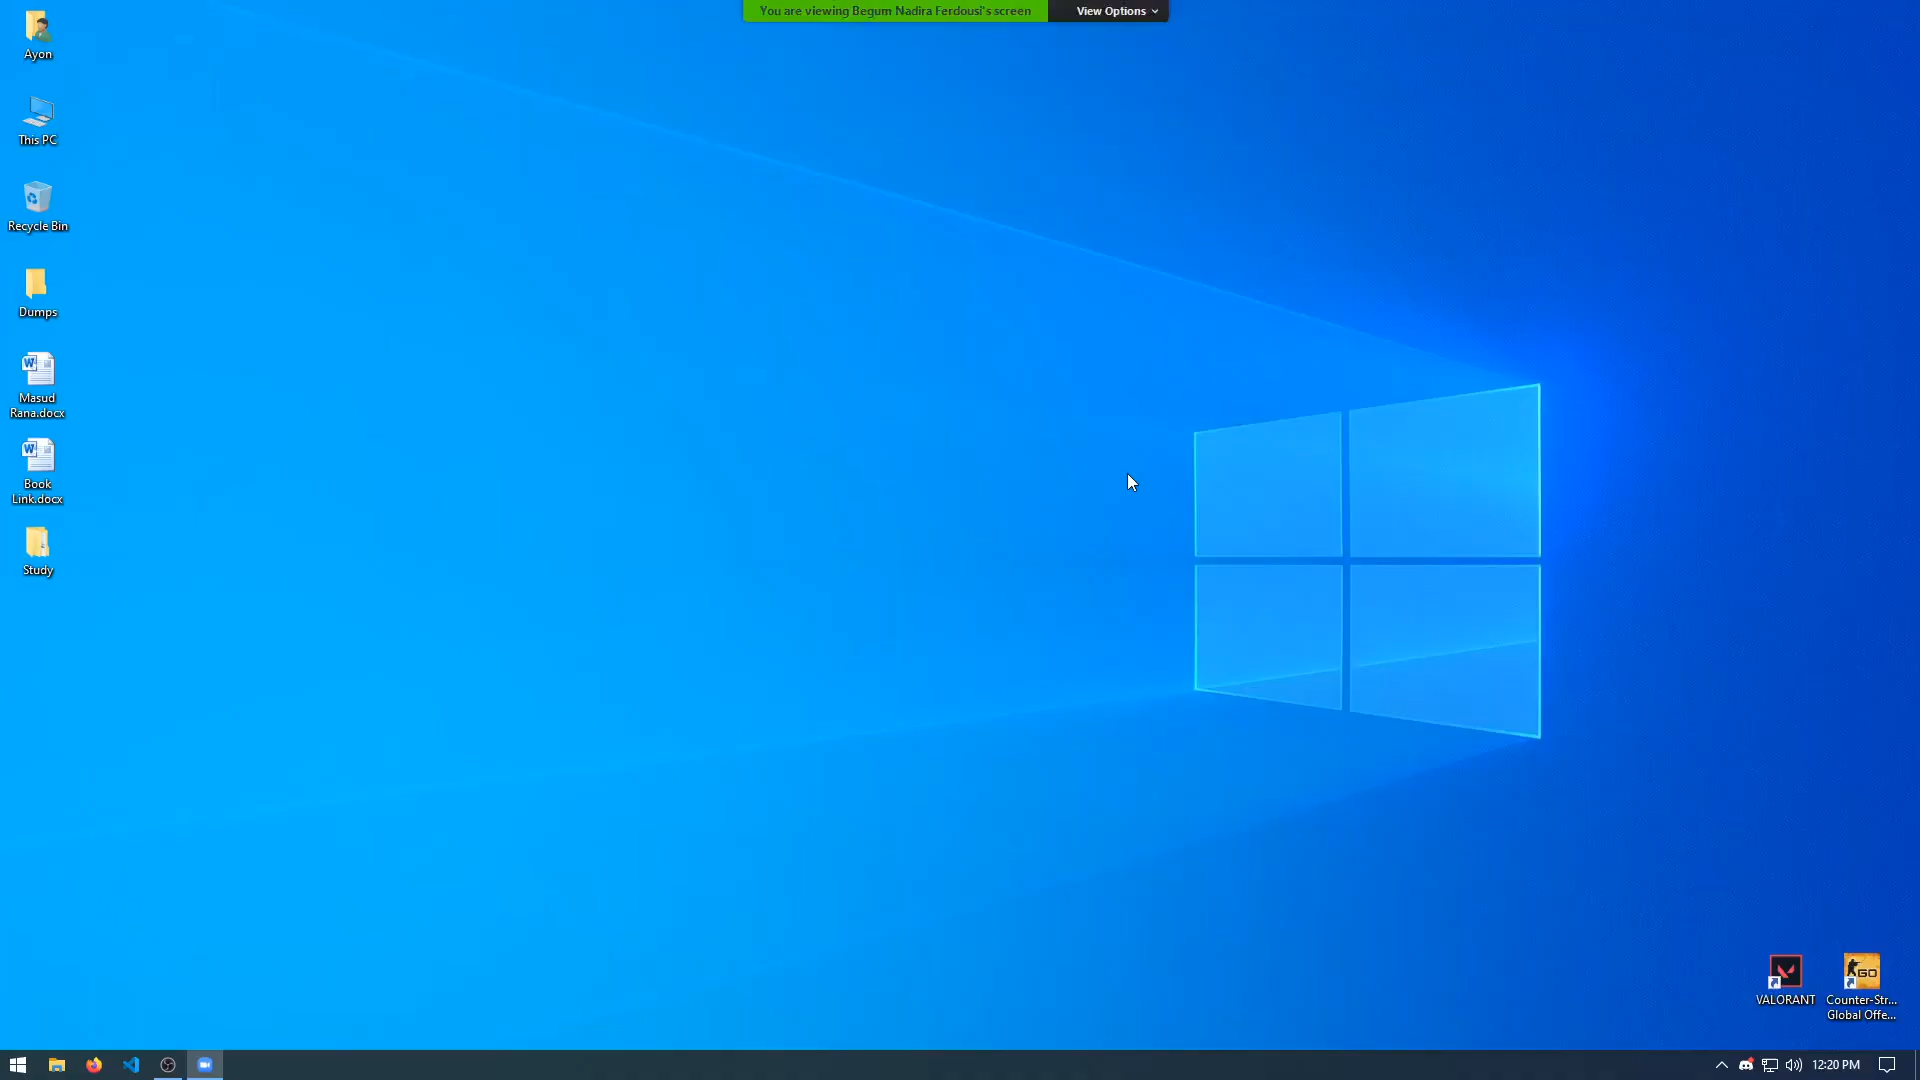 You are viewing Begum Nadira Ferdousi's screen
View Options
Ayon
This PC
Recycle Bin
Dumps
Masud
Rana.docx
Book
Link.docx
Study
VALORANT
GO
Counter-Str...
Global Offe...
12:20 PM